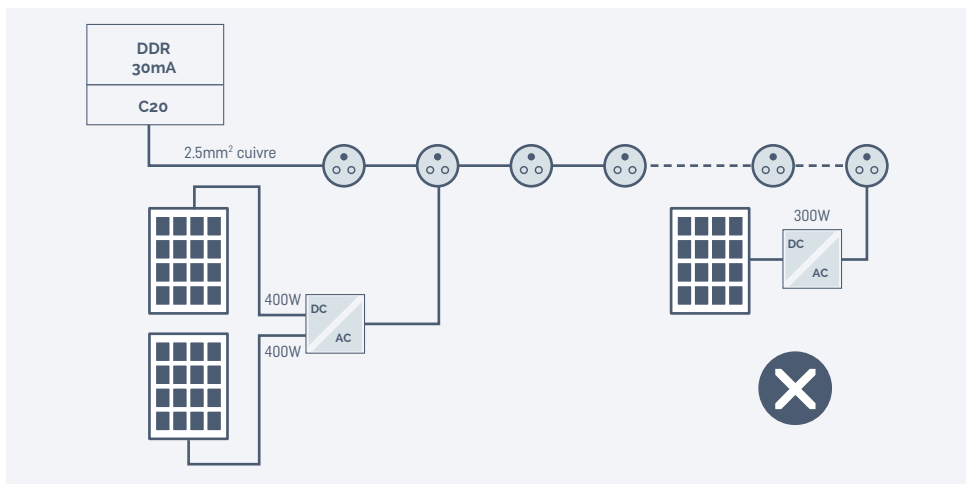 DDR
30mA
C20
2.5mm² cuivre
300W
DC
AC
400W
DC
AC
400W